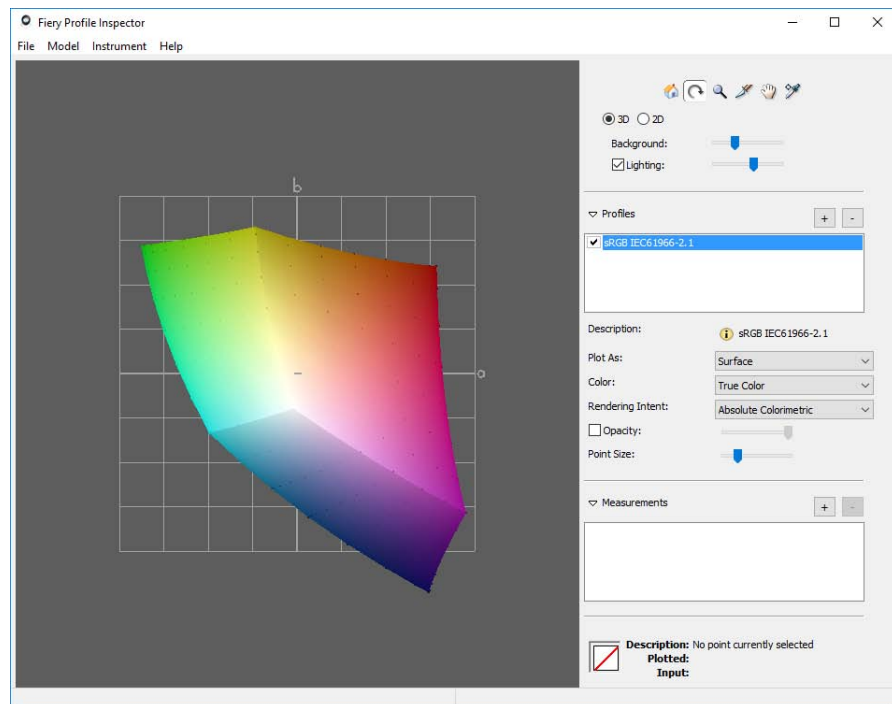 Fiery Profile Inspector
File Model Instrument Help
3D 2D
Background:
Lighting:
Profiles
+ -
sRGB IEC61966-2.1
Description: sRGB IEC61966-2.1
Plot As: Surface
Color: True Color
Rendering Intent: Absolute Colorimetric
Opacity:
Point Size:
Measurements
+ -
Description: No point currently selected
Plotted:
Input:
b
a